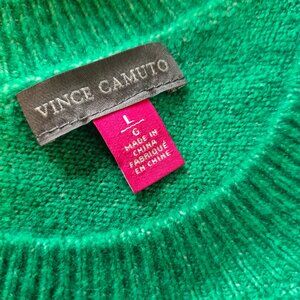 VINCE CAMUTO
L
G
MADE IN
CHINA
FABRIQUÉ
EN CHINE